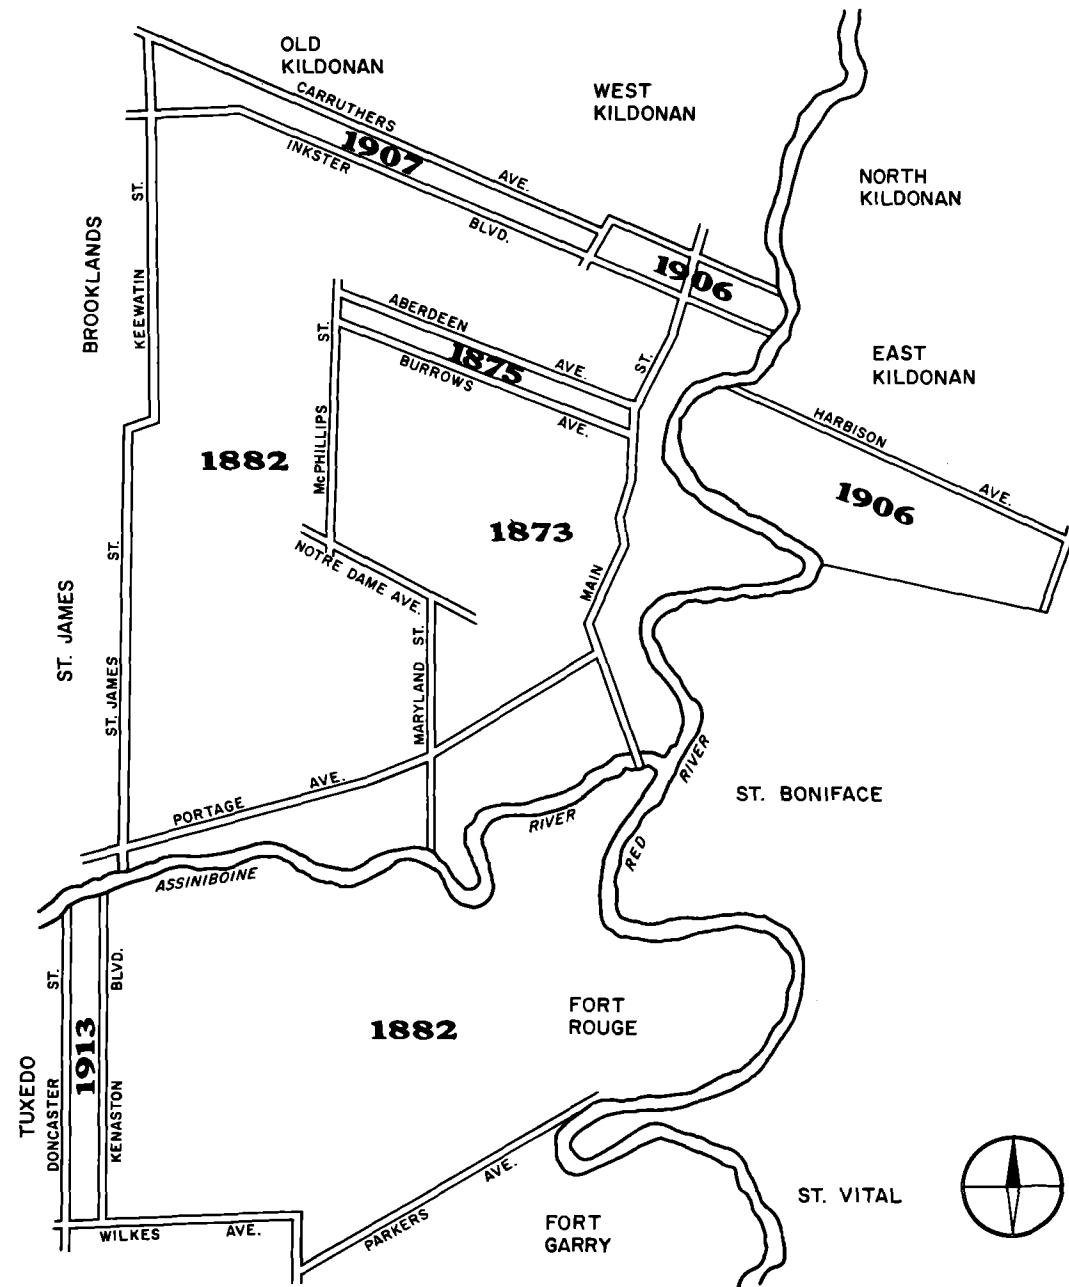 OLD
KILDONAN
WEST
KILDONAN
CARRUTHERS
AVE.
1907
INKSTER
BLVD.
NORTH
KILDONAN
KEEWATIN
ST.
BROOKLANDS
1906
ABERDEEN
AVE.
1875
BURROWS
AVE.
ST.
MAIN
McPHILLIPS
ST.
EAST
KILDONAN
HARBISON
AVE.
1906
1882
1873
NOTRE DAME AVE.
ST. JAMES
ST. JAMES
ST.
MARYLAND
ST.
PORTAGE
AVE.
RED
RIVER
ST. BONIFACE
ASSINIBOINE
RIVER
DONCASTER
ST.
1913
KENASTON
BLVD.
TUXEDO
FORT
ROUGE
1882
WILKES
AVE.
PARKERS
AVE.
FORT
GARRY
ST. VITAL